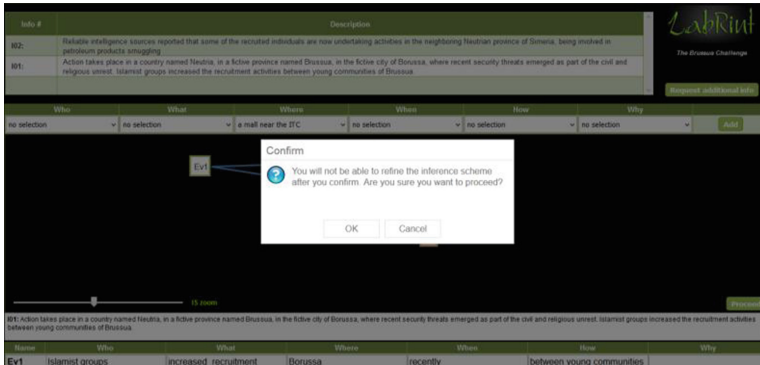 Info #
Description
LabRint
I02:
Reliable intelligence sources reported that some of the recruited individuals are now undertaking activities in the neighboring Neutrian province of Simenia, being involved in
petroleum products smuggling
The Brussua Challenge
I01:
Action takes place in a country named Neutria, in a fictive province named Brussua, in the fictive city of Borussa, where recent security threats emerged as part of the civil and
religious unrest. Islamist groups increased the recruitment activities between young communities of Brussua.
Request additional info
Who What Where When How Why
no selection no selection a mall near the ITC no selection no selection no selection Add
Confirm
Ev1
You will not be able to refine the inference scheme
after you confirm. Are you sure you want to proceed?
OK Cancel
15 zoom
Proceed
I01: Action takes place in a country named Neutria, in a fictive province named Brussua, in the fictive city of Borussa, where recent security threats emerged as part of the civil and religious unrest. Islamist groups increased the recruitment activities
between young communities of Brussua.
Name Who What Where When How Why
Ev1 Islamist groups increased recruitment Borussa recently between young communities